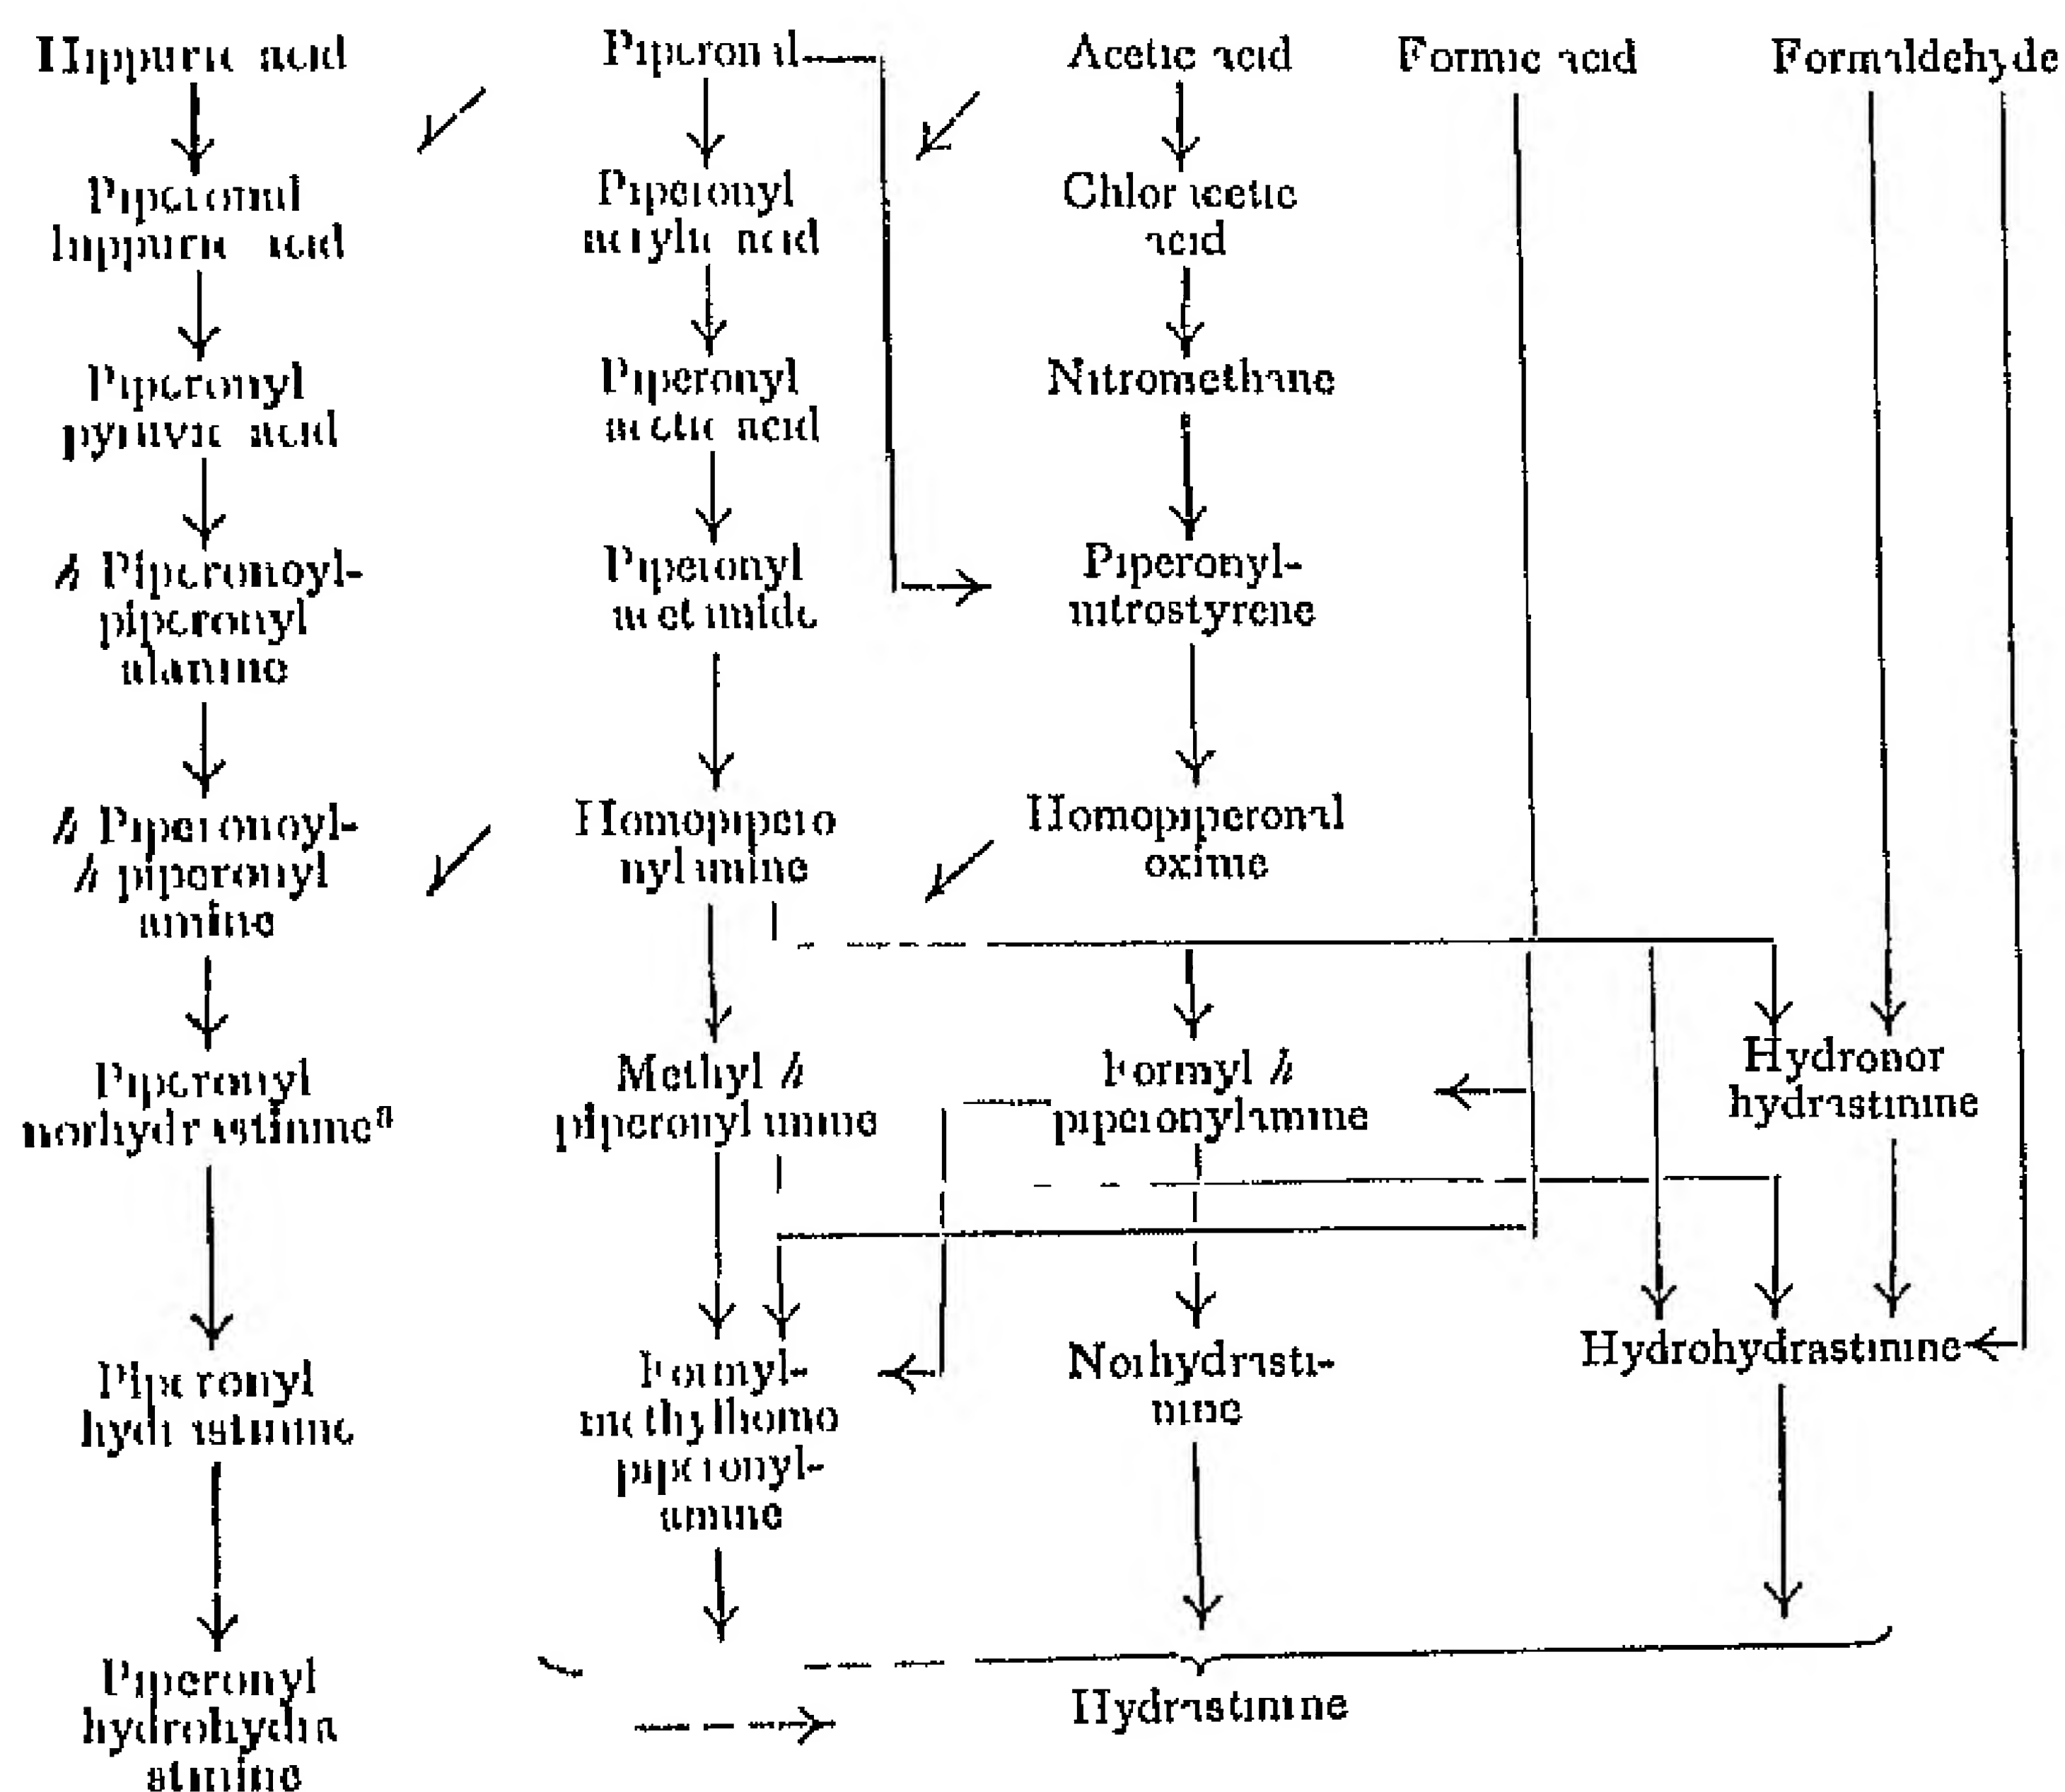 Hippuric acid
Piperonal
Acetic acid
Formic acid
Formaldehyde
Piperonal
hippuric acid
Piperonyl
acrylic acid
Chloracetic
acid
Piperonyl
pyruvic acid
Piperonyl
acetic acid
Nitromethane
h Piperonoyl-
piperonyl
alanine
Piperonyl
acetamide
Piperonyl-
nitrostyrene
h Piperonoyl-
h piperonyl
amine
Homopipero
nylamine
Homopiperonal
oxime
Piperonyl
norhydrastinine
Methyl h
piperonylamine
Formyl h
piperonylamine
Hydronor
hydrastinine
Piperonyl
hydrastinine
Formyl-
methylhomo
piperonyl-
amine
Norhydrasti-
nine
Hydrohydrastinine
Piperonyl
hydrohydra
stinine
Hydrastinine